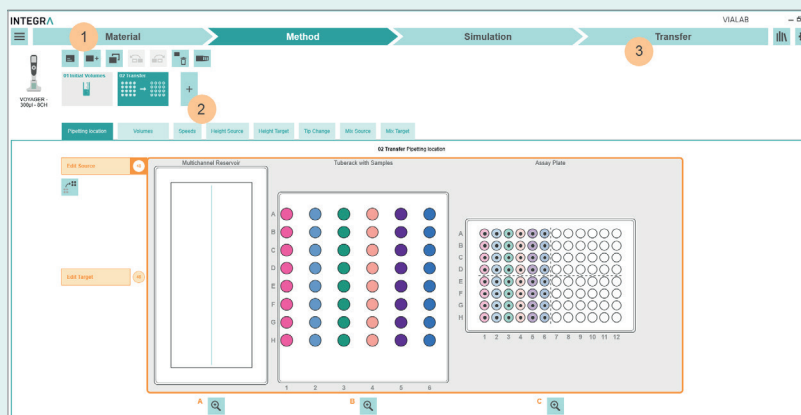 INTEGRA
VIALAB
1
Material
Method
Simulation
3
Transfer
VOYAGER -
300µl - 8CH
01 Initial Volumes
02 Transfer
+
2
Pipetting location
Volumes
Speeds
Height Source
Height Target
Tip Change
Mix Source
Mix Target
02 Transfer Pipetting location
Edit Source
Edit Target
Multichannel Reservoir
Tuberack with Samples
Assay Plate
A
B
C
D
E
F
G
H
1 2 3 4 5 6
A
B
C
D
E
F
G
H
1 2 3 4 5 6 7 8 9 10 11 12
A
B
C